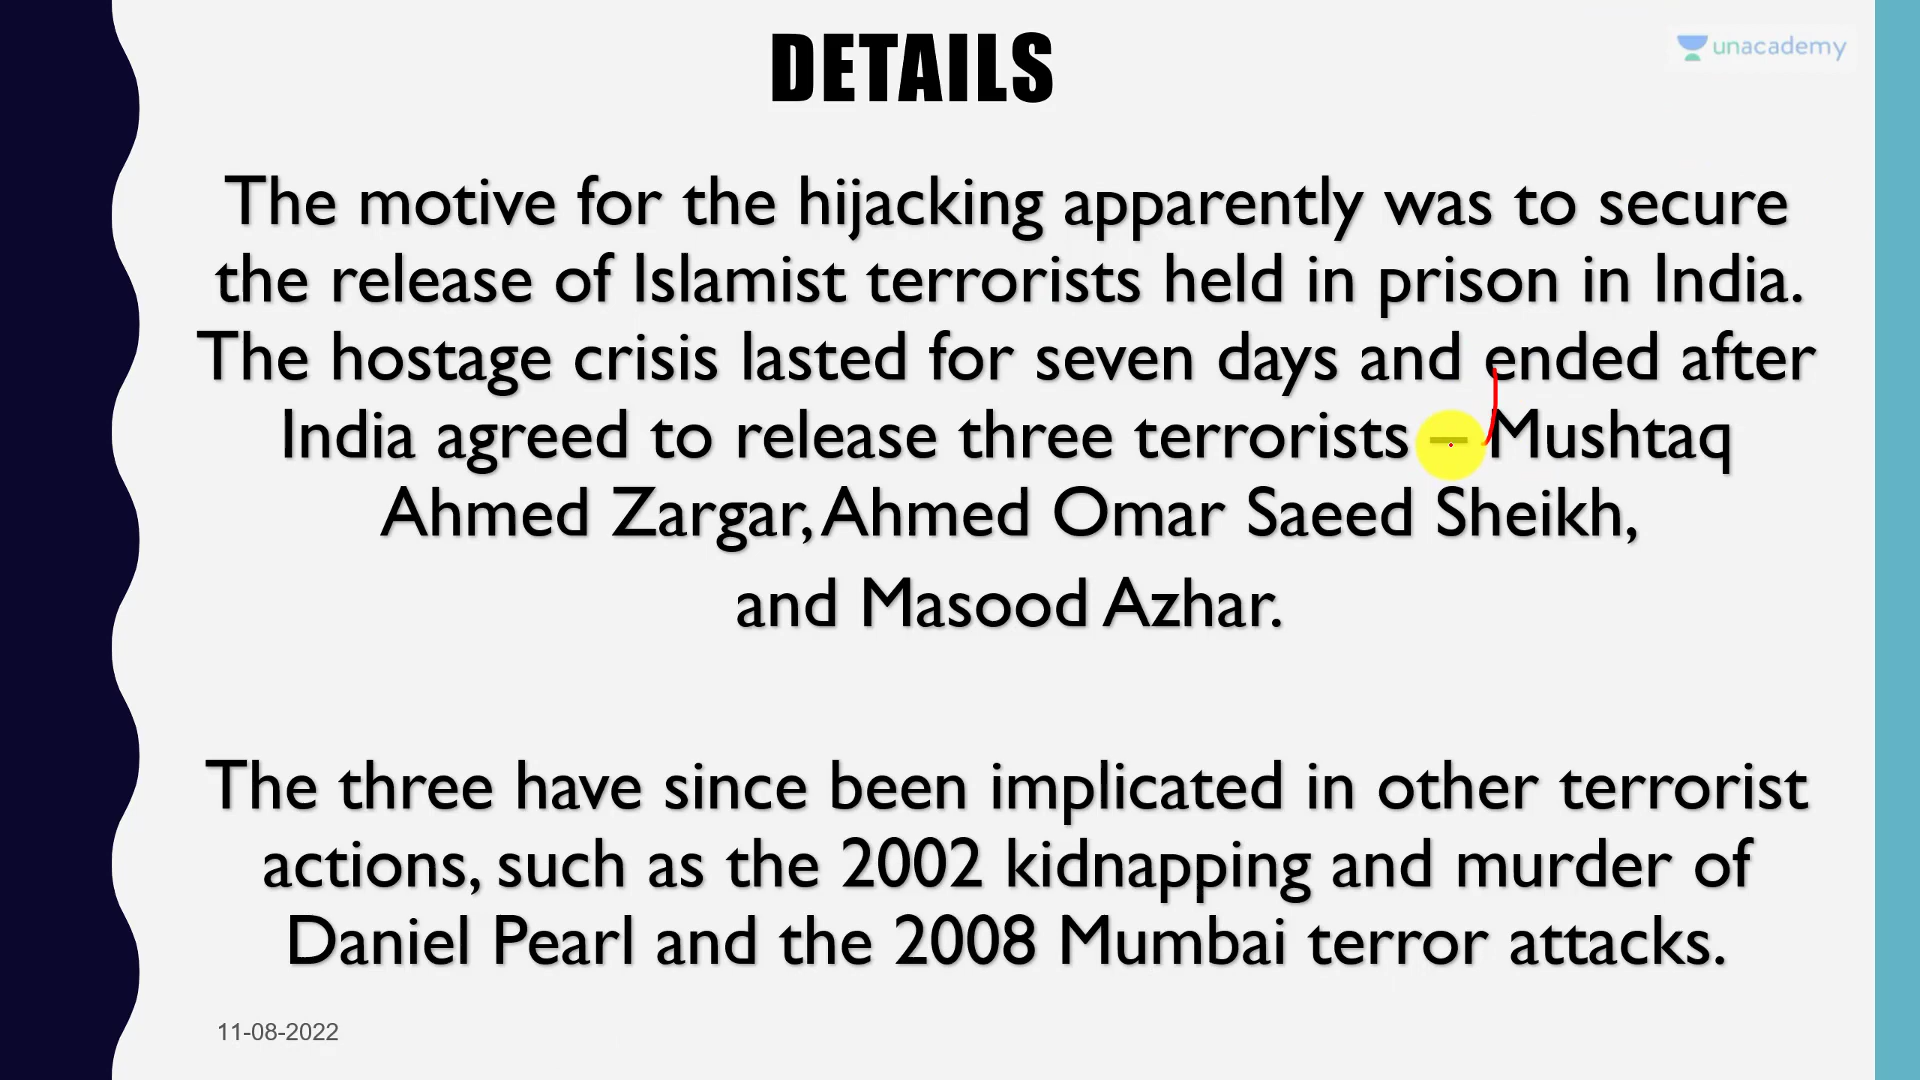 DETAILS
unacademy
The motive for the hijacking apparently was to secure
the release of Islamist terrorists held in prison in India.
The hostage crisis lasted for seven days and ended after
India agreed to release three terrorists – Mushtaq
Ahmed Zargar, Ahmed Omar Saeed Sheikh,
and Masood Azhar.
The three have since been implicated in other terrorist
actions, such as the 2002 kidnapping and murder of
Daniel Pearl and the 2008 Mumbai terror attacks.
11-08-2022